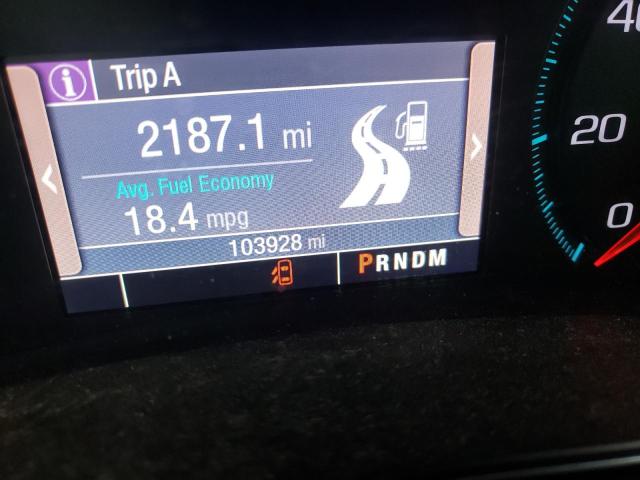 i Trip A
2187.1 mi
Avg. Fuel Economy
18.4 mpg
103928 mi
PRNDM
40
20
0